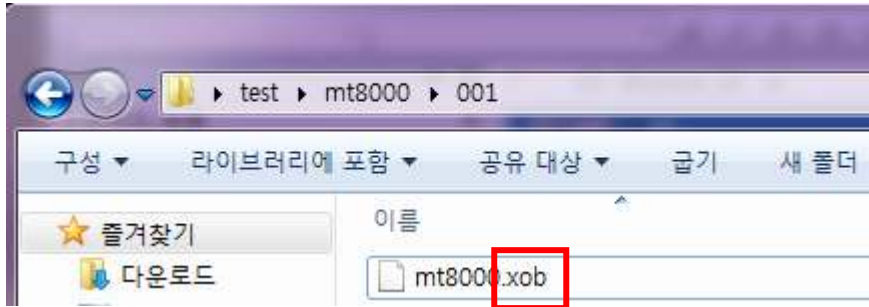 test ▸ mt8000 ▸ 001
구성 ▼ 라이브러리에 포함 ▼ 공유 대상 ▼ 굽기 새 폴더
즐겨찾기
이름
다운로드
mt8000.xob